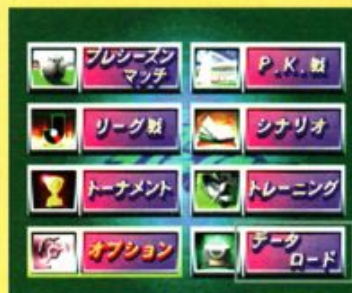 プレシーズン
マッチ
P.K.戦
リーグ戦
シナリオ
トーナメント
トレーニング
オプション
データ
ロード